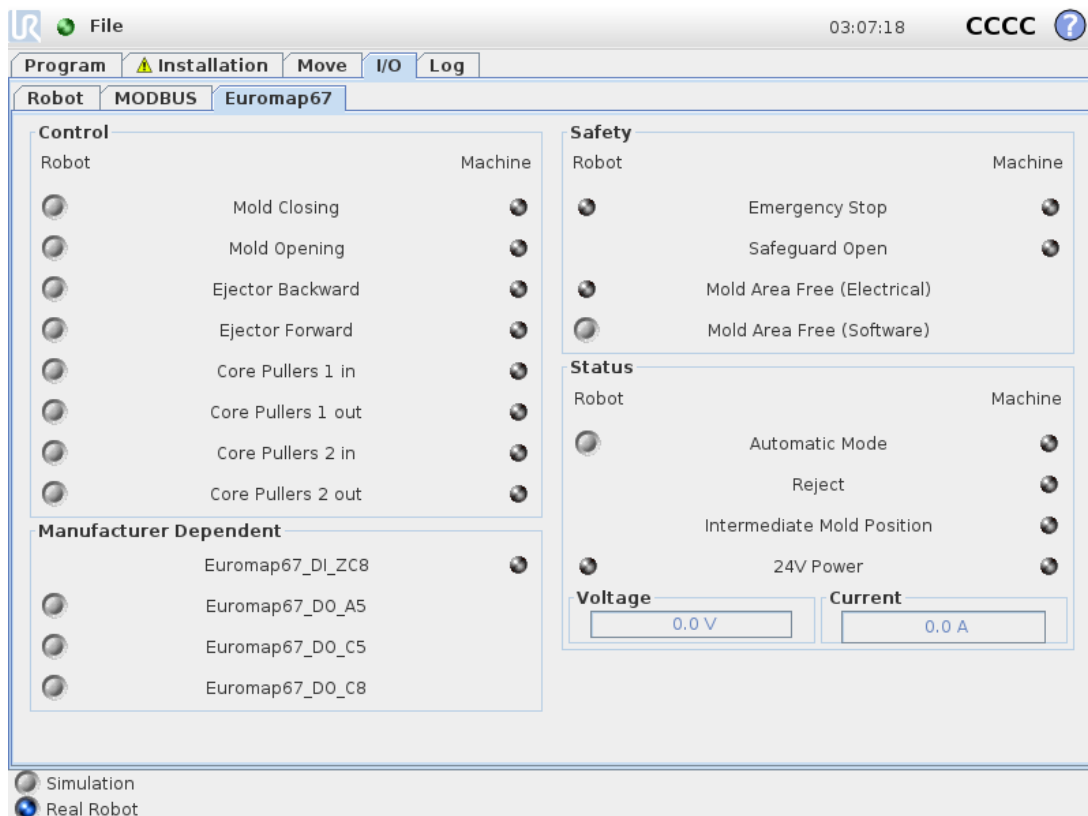 UR File 03:07:18 CCCC ?
Program Installation Move I/O Log
Robot MODBUS Euromap67
Control
Robot Machine
Mold Closing
Mold Opening
Ejector Backward
Ejector Forward
Core Pullers 1 in
Core Pullers 1 out
Core Pullers 2 in
Core Pullers 2 out
Manufacturer Dependent
Euromap67_DI_ZC8
Euromap67_DO_A5
Euromap67_DO_C5
Euromap67_DO_C8
Safety
Robot Machine
Emergency Stop
Safeguard Open
Mold Area Free (Electrical)
Mold Area Free (Software)
Status
Robot Machine
Automatic Mode
Reject
Intermediate Mold Position
24V Power
Voltage Current
0.0 V 0.0 A
Simulation
Real Robot